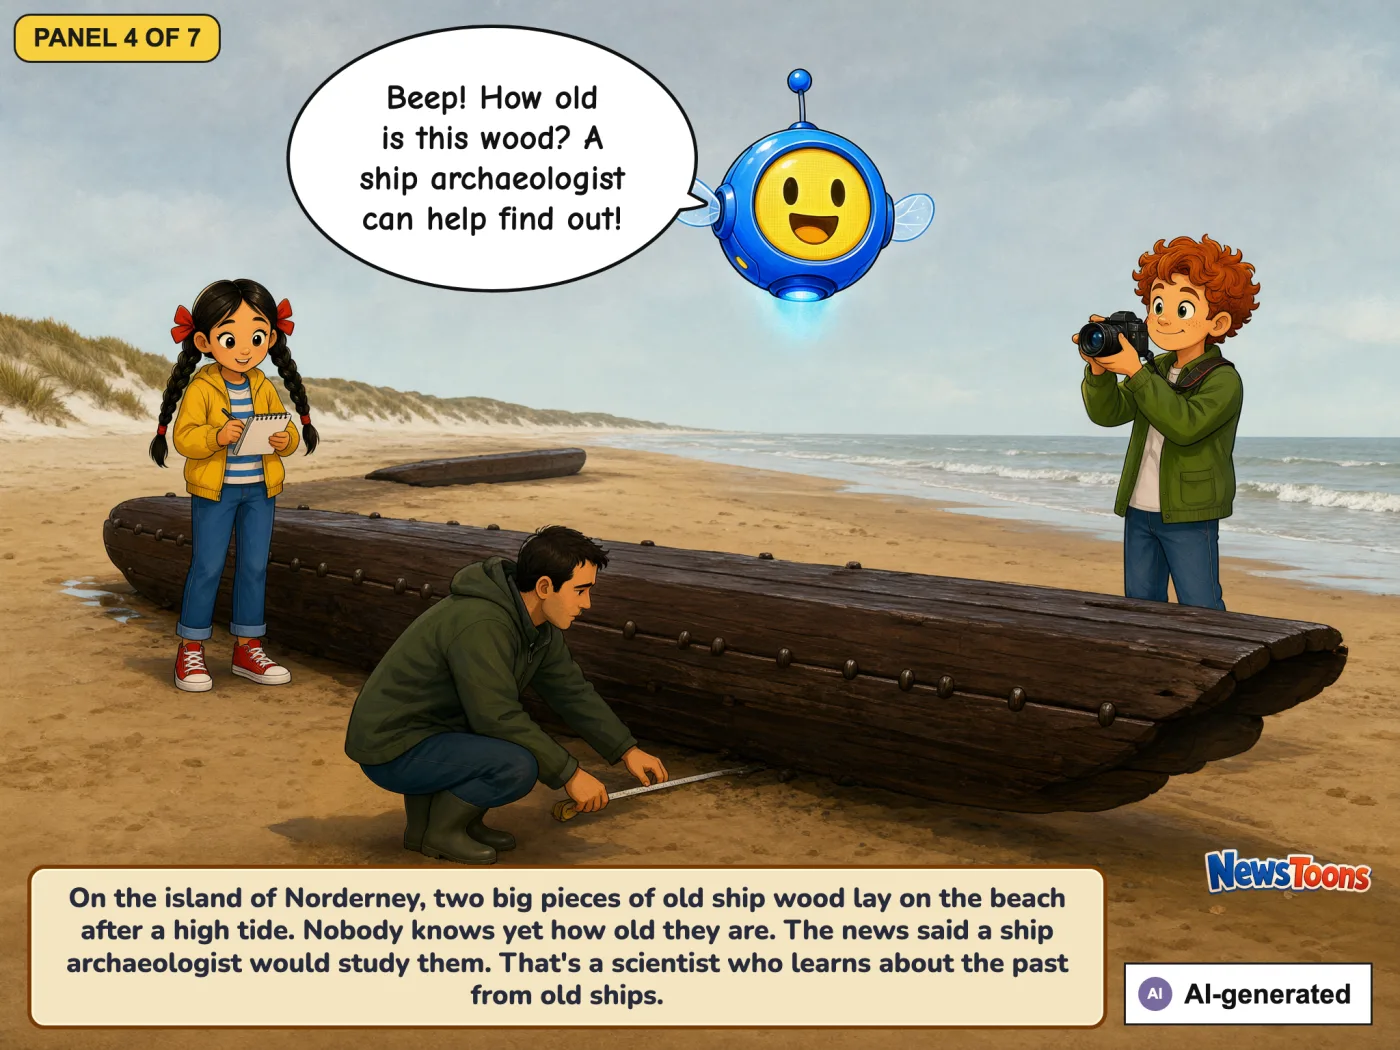 PANEL 4 OF 7
Beep! How old
is this wood? A
ship archaeologist
can help find out!
NewsToons
On the island of Norderney, two big pieces of old ship wood lay on the beach
after a high tide. Nobody knows yet how old they are. The news said a ship
archaeologist would study them. That's a scientist who learns about the past
from old ships.
AI AI-generated